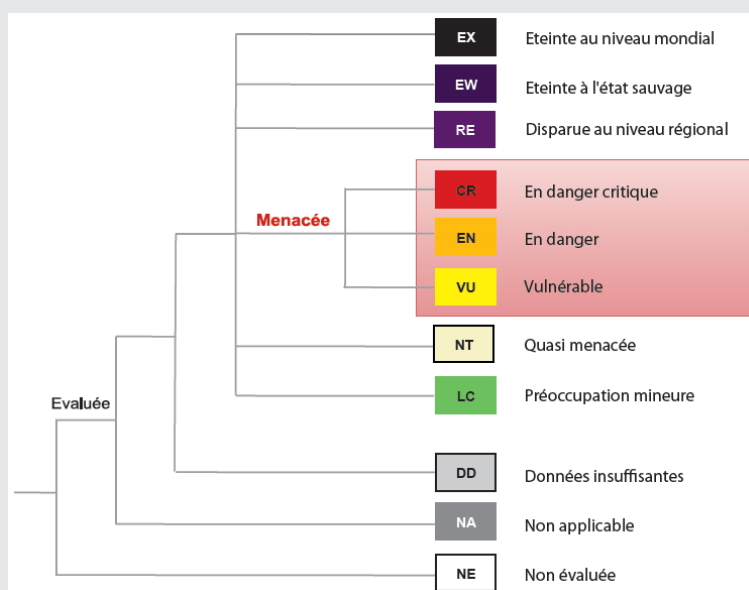 EX Eteinte au niveau mondial
EW Eteinte à l'état sauvage
RE Disparue au niveau régional
CR En danger critique
Menacée
EN En danger
VU Vulnérable
NT Quasi menacée
LC Préoccupation mineure
Evaluée
DD Données insuffisantes
NA Non applicable
NE Non évaluée